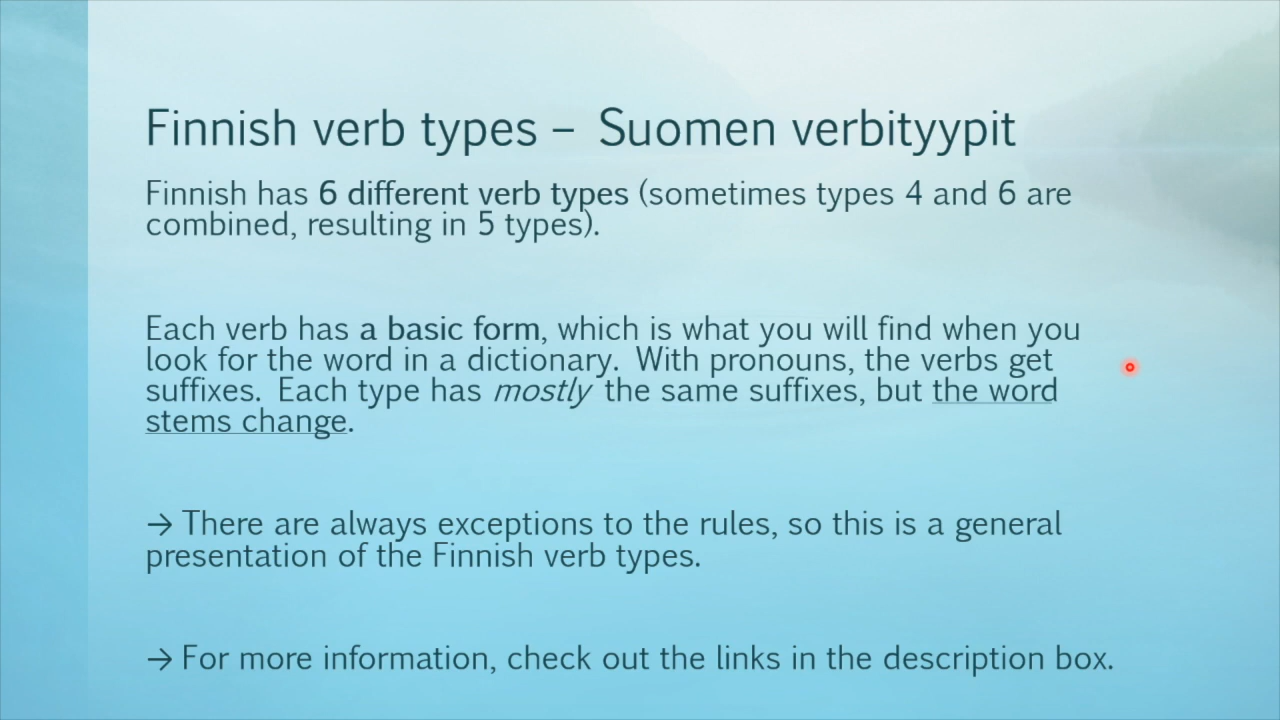 Finnish verb types – Suomen verbityypit
Finnish has 6 different verb types (sometimes types 4 and 6 are
combined, resulting in 5 types).
Each verb has a basic form, which is what you will find when you
look for the word in a dictionary. With pronouns, the verbs get
suffixes. Each type has mostly the same suffixes, but the word
stems change.
→ There are always exceptions to the rules, so this is a general
presentation of the Finnish verb types.
→ For more information, check out the links in the description box.